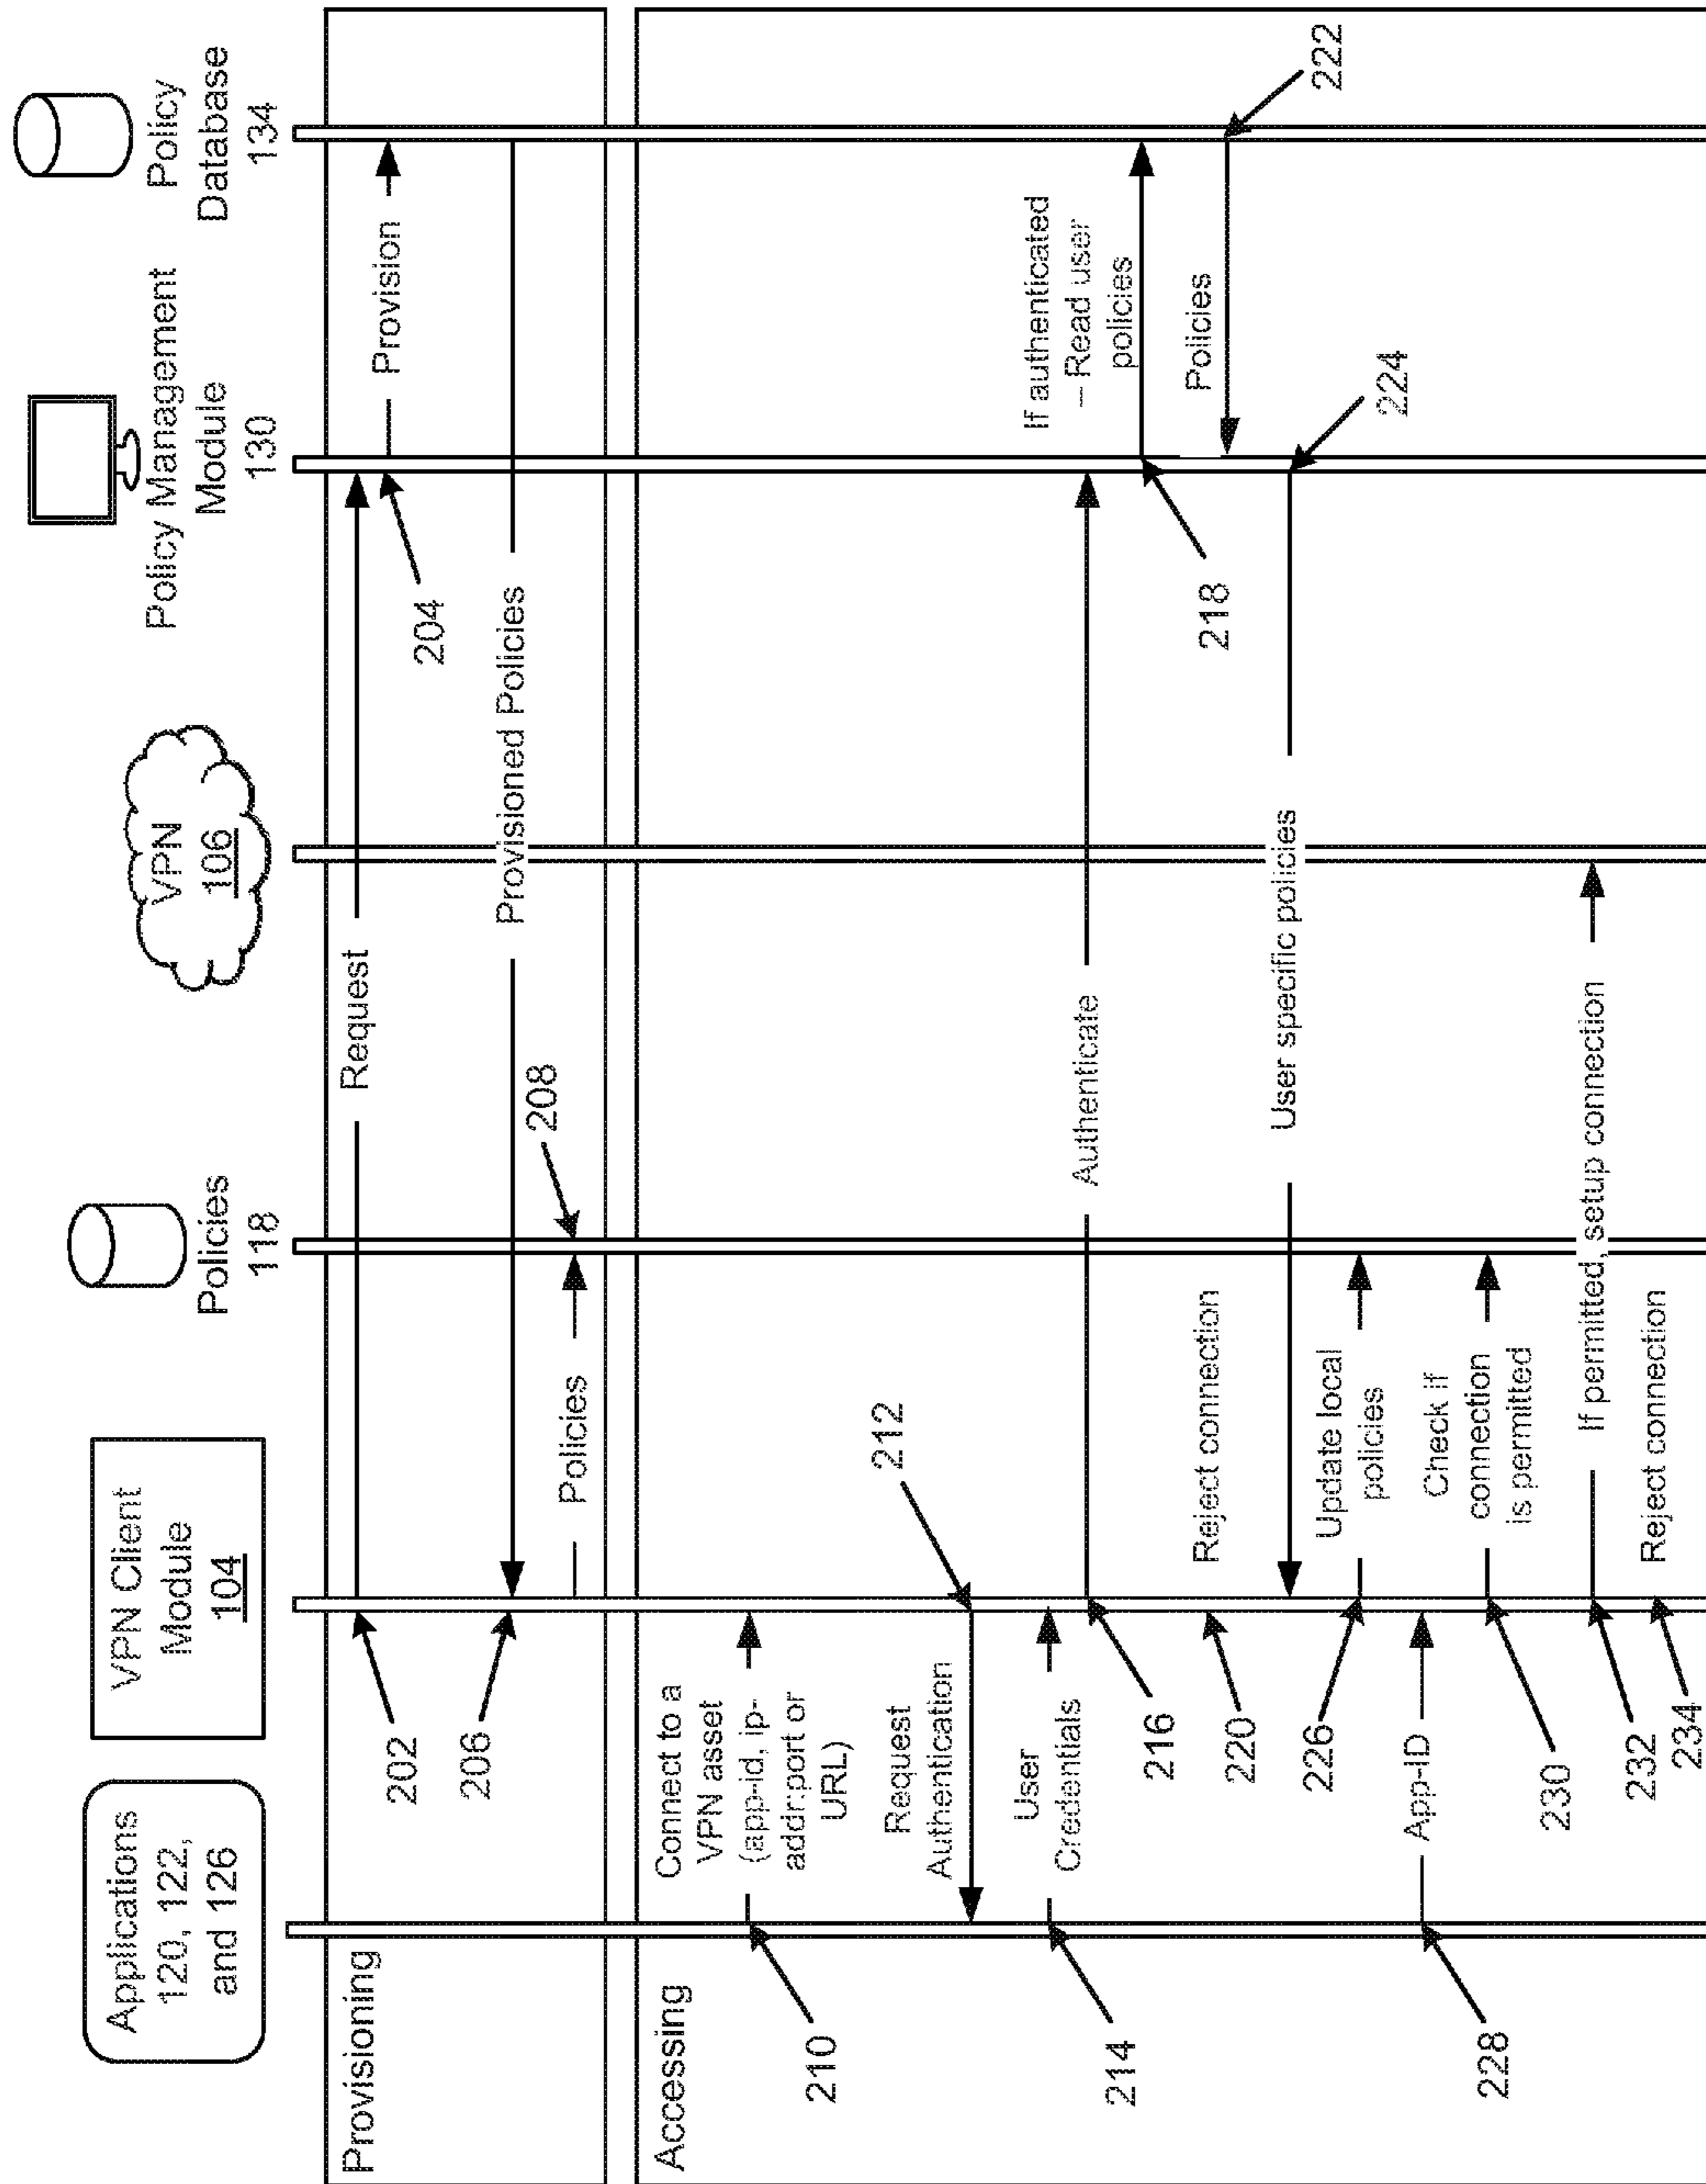 Applications
120, 122,
and 126
VPN Client
Module
104
Policies
118
VPN
106
Policy Management
Module
130
Policy
Database
134
Provisioning
202
Request
204
Provision
206
Provisioned Policies
Policies
208
Accessing
210
Connect to a
VPN asset
(app-id, ip-
addr:port or
URL)
212
Request
Authentication
214
User
Credentials
216
Authenticate
218
If authenticated
– Read user
policies
220
Reject connection
Policies
222
User specific policies
224
226
Update local
policies
228
App-ID
230
Check if
connection
is permitted
232
If permitted, setup connection
234
Reject connection